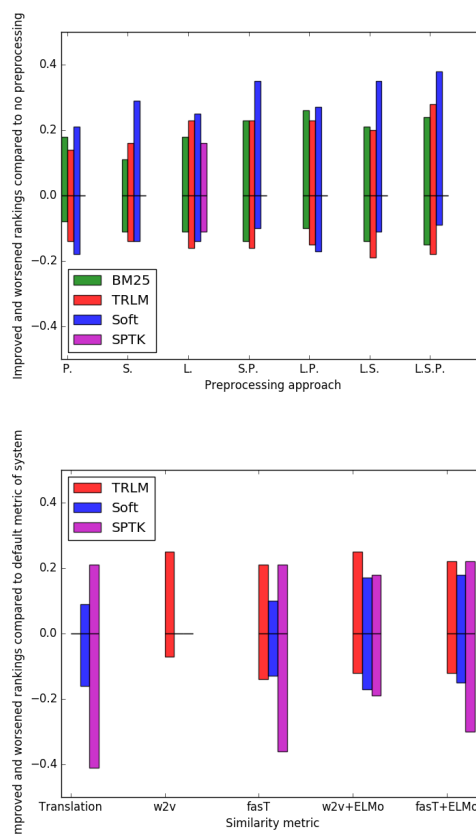 Improved and worsened rankings compared to no preprocessing
0.4
0.2
0.0
−0.2
−0.4
BM25
TRLM
Soft
SPTK
P.
S.
L.
S.P.
L.P.
L.S.
L.S.P.
Preprocessing approach
mproved and worsened rankings compared to default metric of system
0.4
0.2
0.0
−0.2
−0.4
TRLM
Soft
SPTK
Translation
w2v
fasT
w2v+ELMo
fasT+ELMo
Similarity metric